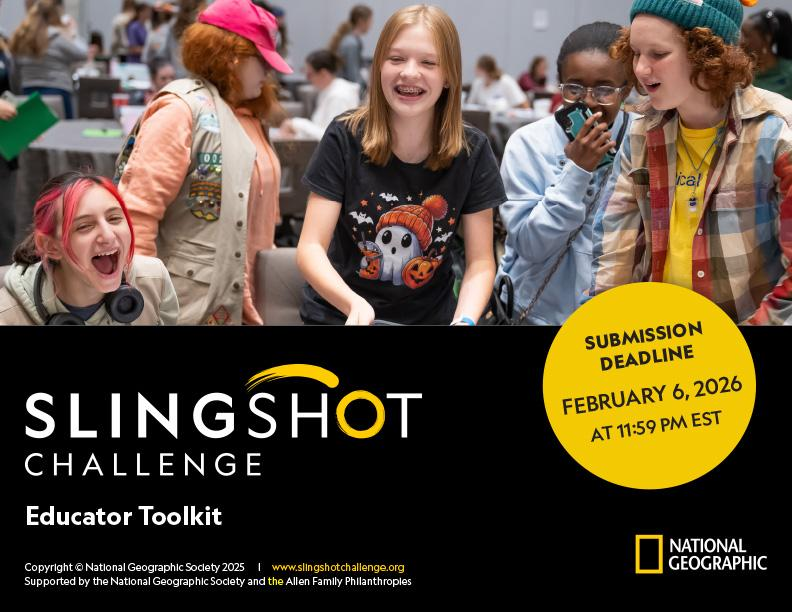 SLINGSHOT
CHALLENGE
Educator Toolkit
SUBMISSION
DEADLINE
FEBRUARY 6, 2026
AT 11:59 PM EST
NATIONAL
GEOGRAPHIC
Copyright © National Geographic Society 2025 | www.slingshotchallenge.org
Supported by the National Geographic Society and the Allen Family Philanthropies